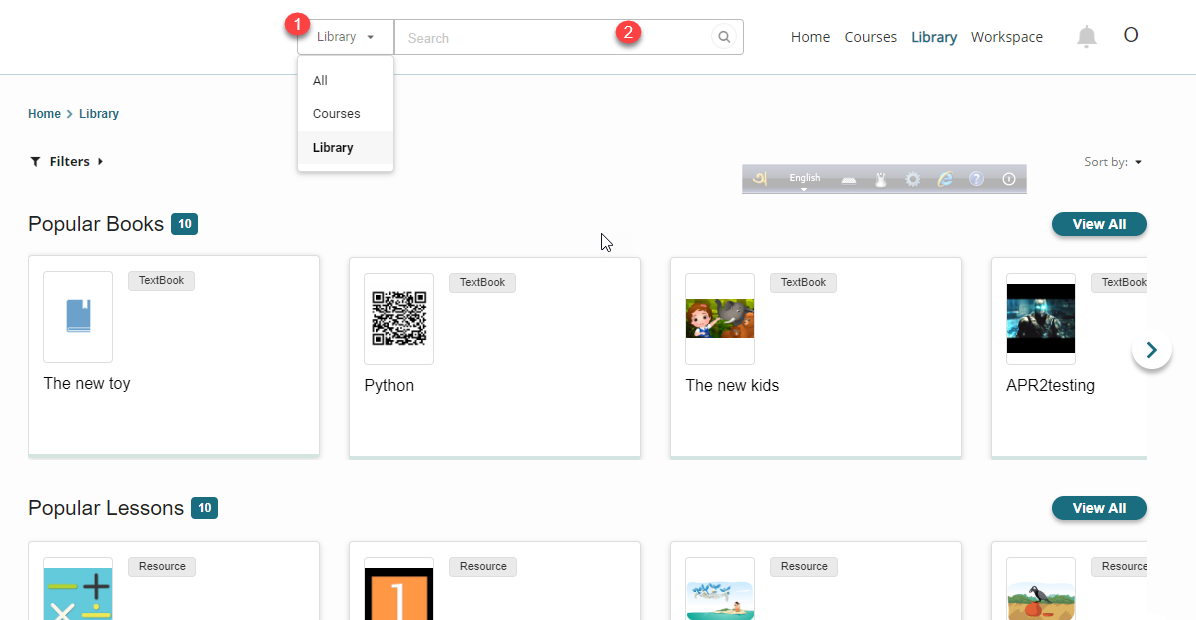 1
Library
Search
2
Home Courses Library Workspace
O
All
Courses
Library
Home > Library
Filters
Sort by:
অ English
Popular Books 10
View All
TextBook
TextBook
TextBook
TextBook
The new toy
Python
The new kids
APR2testing
Popular Lessons 10
View All
Resource
Resource
Resource
Resource
1